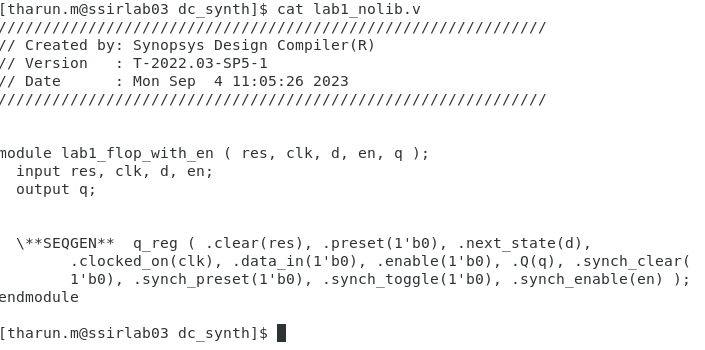 [tharun.m@ssirlab03 dc_synth]$ cat lab1_nolib.v
/////////////////////////////////////////////////////////////
// Created by: Synopsys Design Compiler(R)
// Version   : T-2022.03-SP5-1
// Date      : Mon Sep  4 11:05:26 2023
/////////////////////////////////////////////////////////////
module lab1_flop_with_en ( res, clk, d, en, q );
  input res, clk, d, en;
  output q;
  \**SEQGEN**  q_reg ( .clear(res), .preset(1'b0), .next_state(d),
        .clocked_on(clk), .data_in(1'b0), .enable(1'b0), .Q(q), .synch_clear(
        1'b0), .synch_preset(1'b0), .synch_toggle(1'b0), .synch_enable(en) );
endmodule
[tharun.m@ssirlab03 dc_synth]$